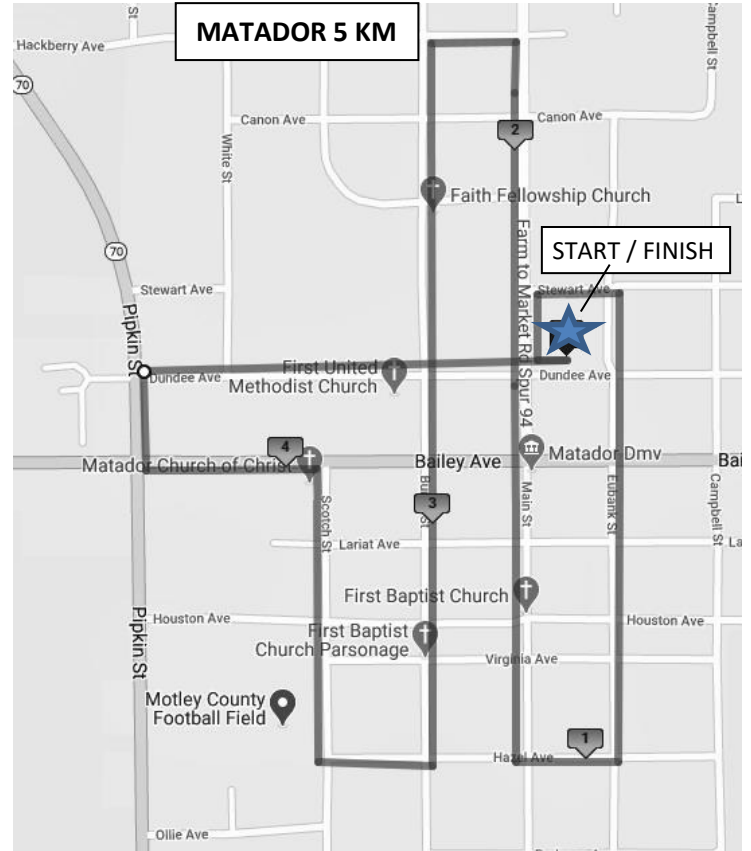 St
MATADOR 5 KM
Campbell St
Hackberry Ave
70
Canon Ave
2
Canon Ave
White St
Faith Fellowship Church
L
Farm to Market Rd Spur 94
START / FINISH
70
Stewart Ave
Stewart Ave
Pipkin St
First United
Methodist Church
Dundee Ave
Dundee Ave
4
Matador Church of Christ
Bailey Ave
Matador Dmv
Bai
3
Scotch St
Main St
Eubank St
Campbell St
Lariat Ave
La
First Baptist Church
Pipkin St
Houston Ave
Houston Ave
First Baptist
Church Parsonage
Virginia Ave
Motley County
Football Field
1
Hazel Ave
Ollie Ave